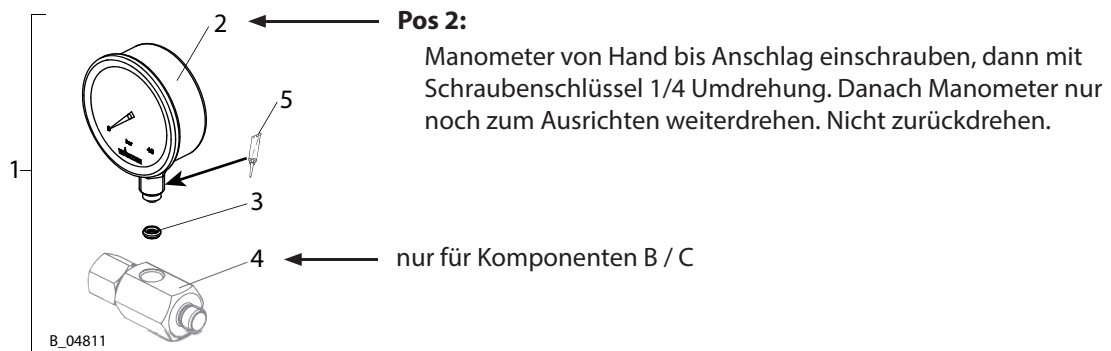 2
Pos 2:
Manometer von Hand bis Anschlag einschrauben, dann mit
Schraubenschlüssel 1/4 Umdrehung. Danach Manometer nur
noch zum Ausrichten weiterdrehen. Nicht zurückdrehen.
5
1
3
4
nur für Komponenten B / C
B_04811